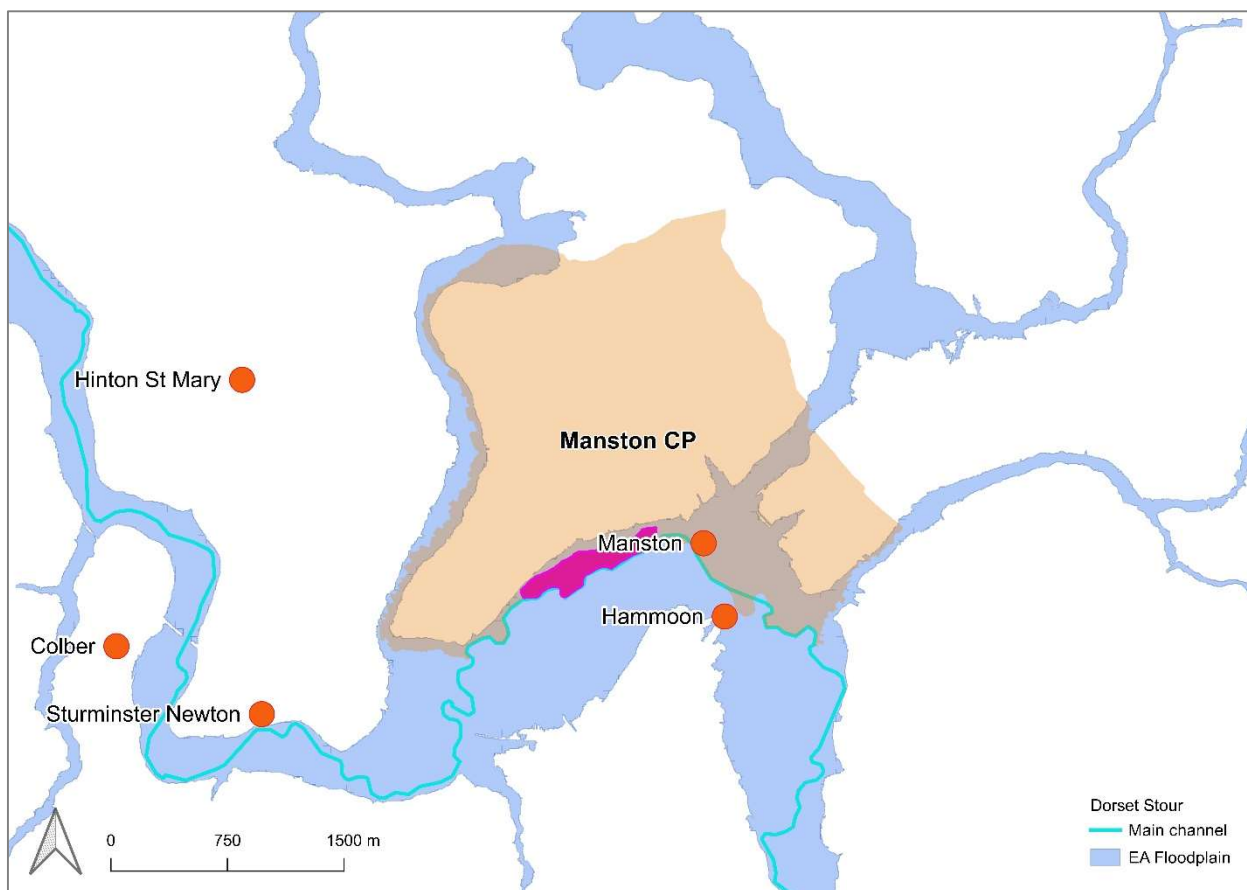 Hinton St Mary
Manston CP
Manston
Hammoon
Colber
Sturminster Newton
0 750 1500 m
Dorset Stour
Main channel
EA Floodplain